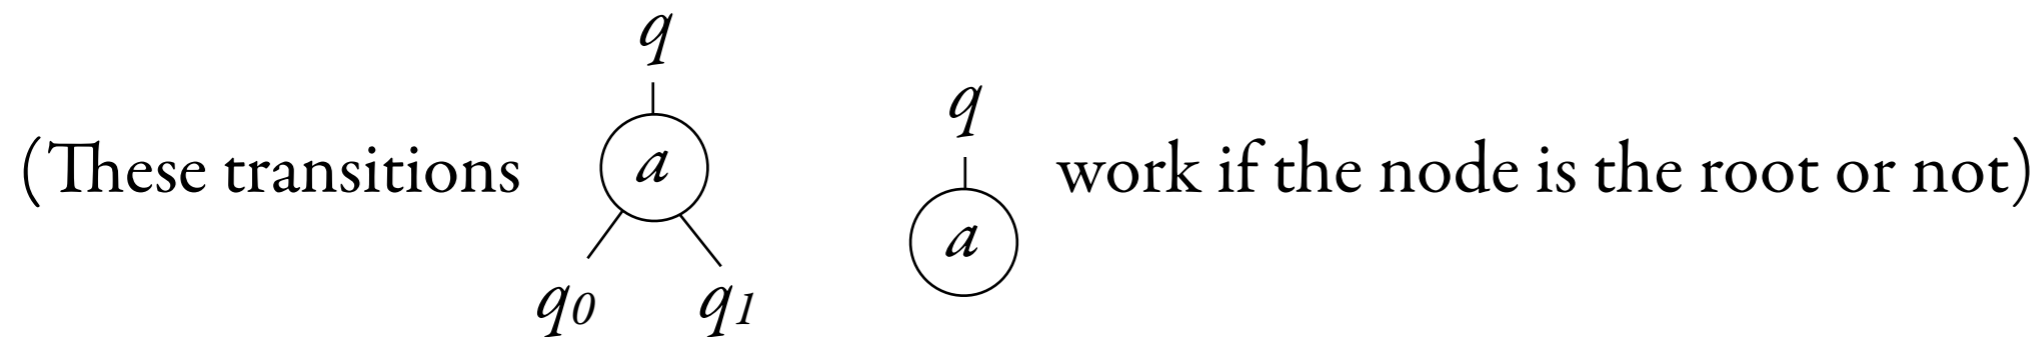 q
q
(These transitions a work if the node is the root or not)
a
q0 q1